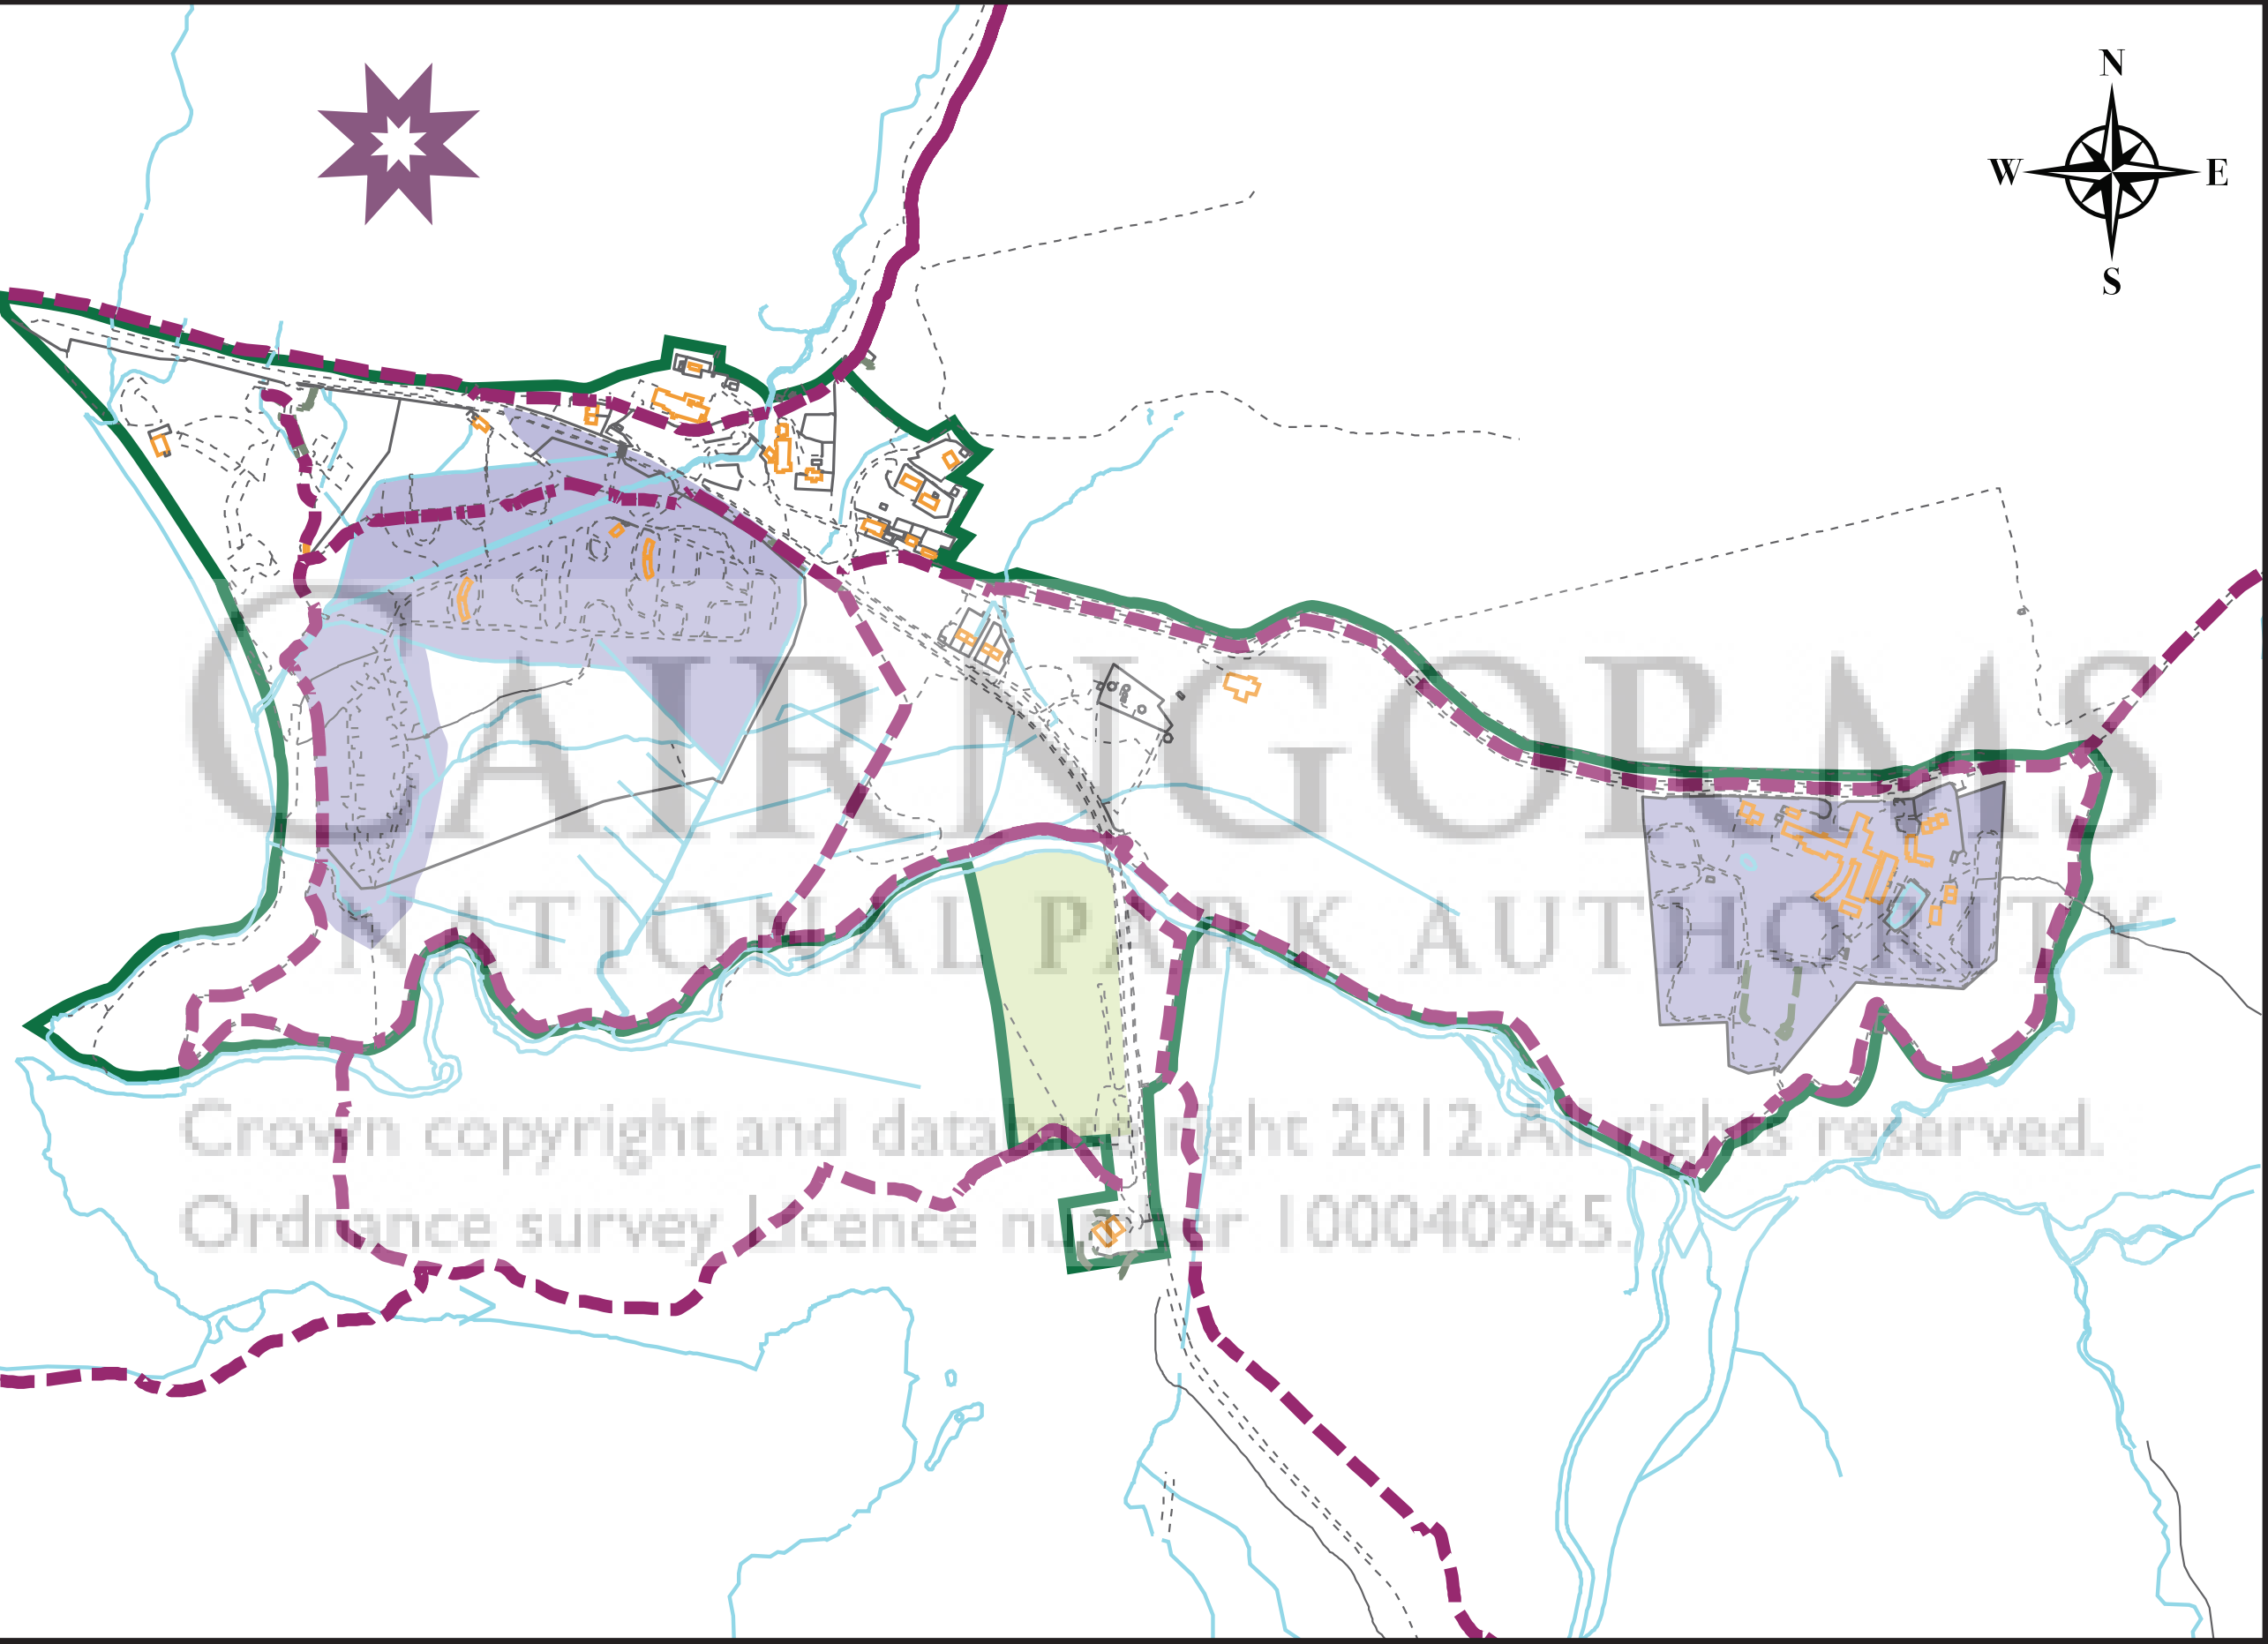 N
W E
S
CAIRNGORMS
NATIONAL PARK AUTHORITY
Crown copyright and database right 2012. All rights reserved.
Ordnance survey Licence number 100040965.